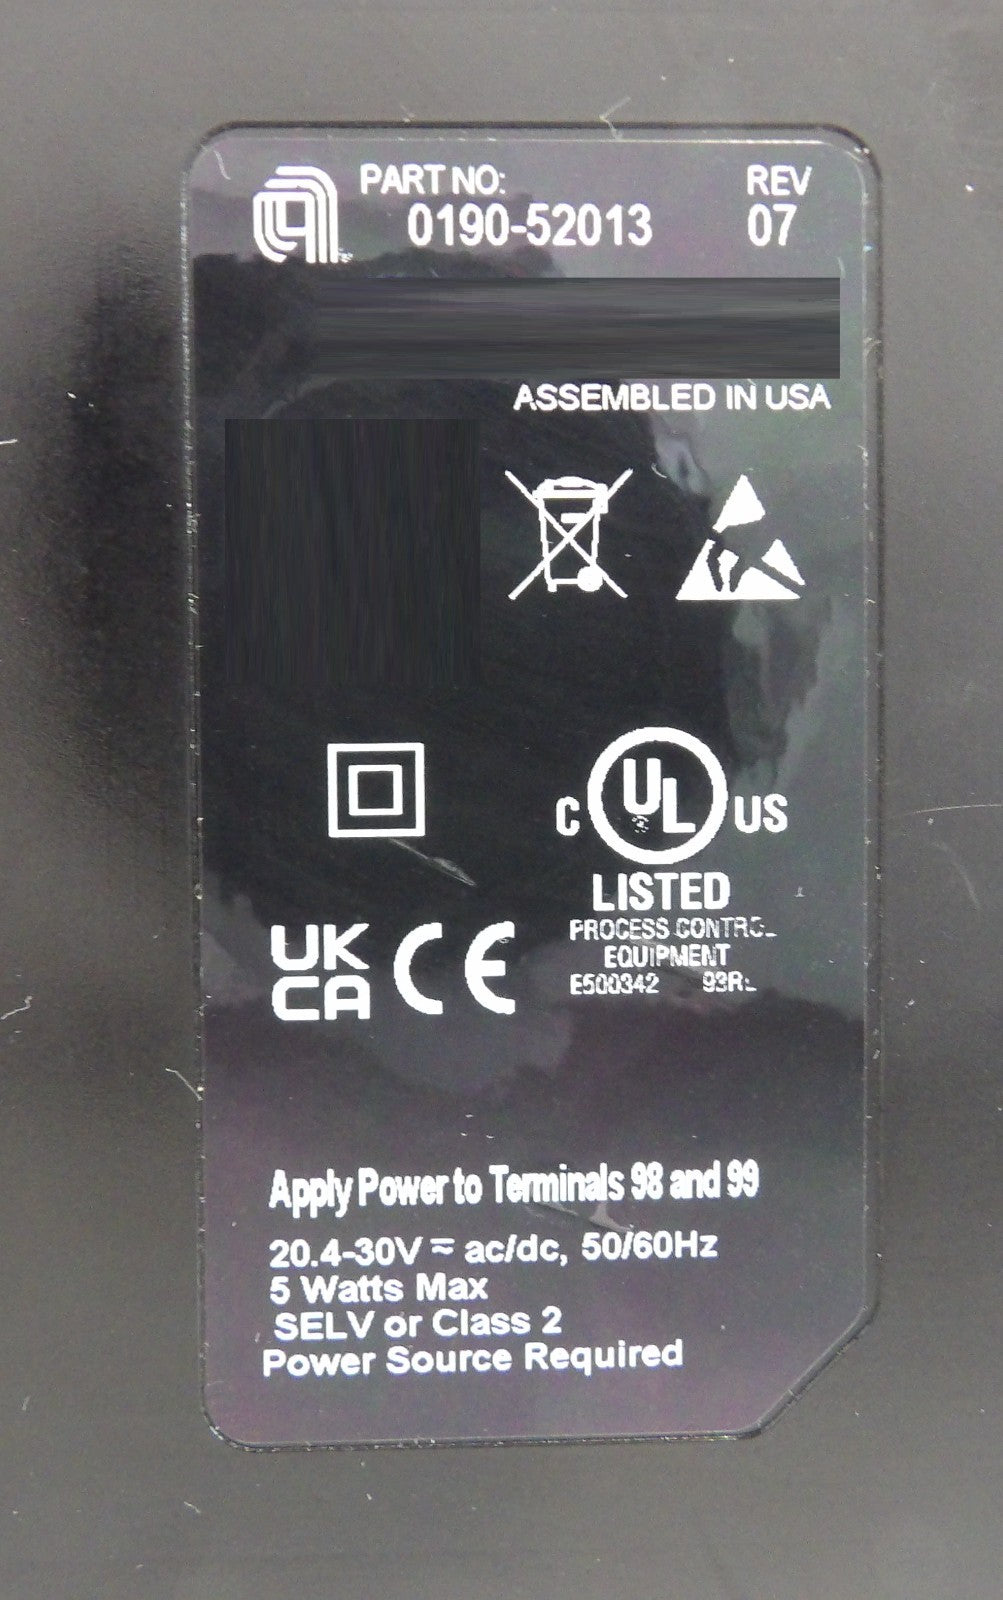 PART NO:
REV
0190-52013
07
ASSEMBLED IN USA
UL
C
US
LISTED
PROCESS CONTROL
EQUIPMENT
E500342
UK
CA
CE
Apply Power to Terminals 98 and 99
20.4-30V ⎓ ac/dc, 50/60Hz
5 Watts Max
SELV or Class 2
Power Source Required